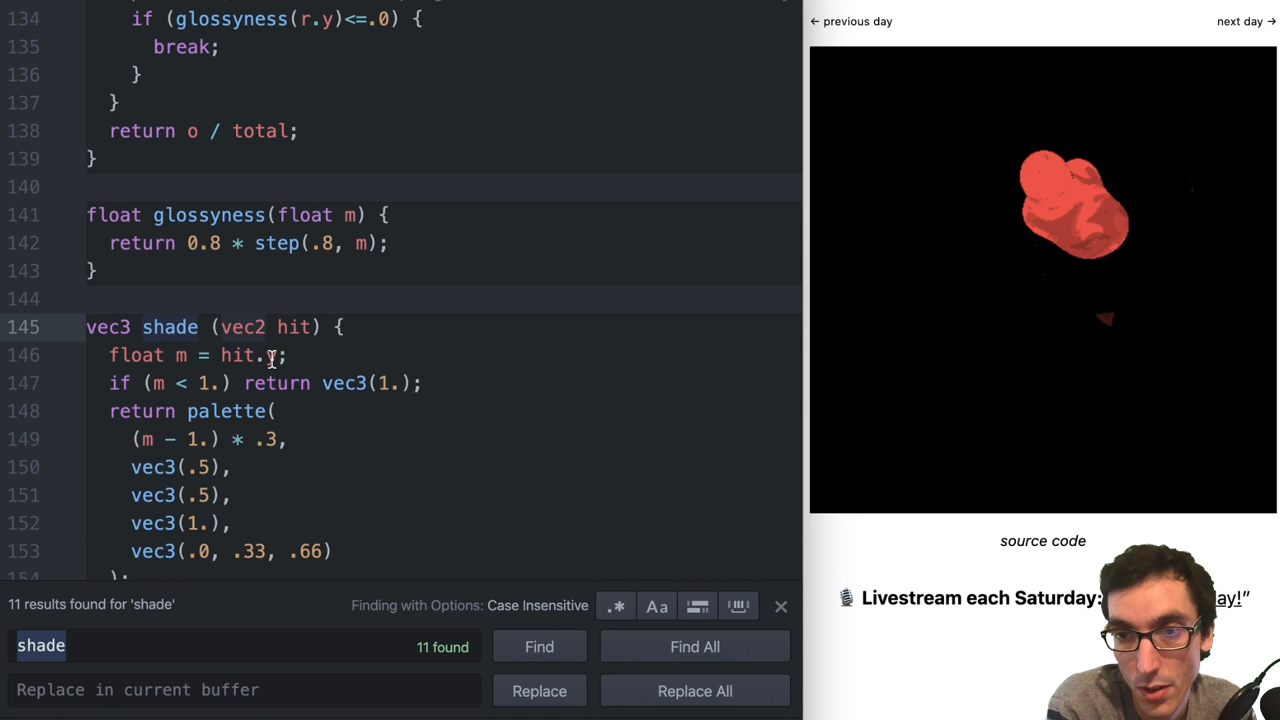 134 if (glossyness(r.y)<=.0) {
135 break;
136 }
137 }
138 return o / total;
139 }
140
141 float glossyness(float m) {
142 return 0.8 * step(.8, m);
143 }
144
145 vec3 shade (vec2 hit) {
146 float m = hit.y;
147 if (m < 1.) return vec3(1.);
148 return palette(
149 (m - 1.) * .3,
150 vec3(.5),
151 vec3(.5),
152 vec3(1.),
153 vec3(.0, .33, .66)
154 );
11 results found for 'shade'
Finding with Options: Case Insensitive
.* Aa
shade
11 found
Find
Find All
Replace in current buffer
Replace
Replace All
← previous day
next day →
source code
🎙 Livestream each Saturday: ay!”